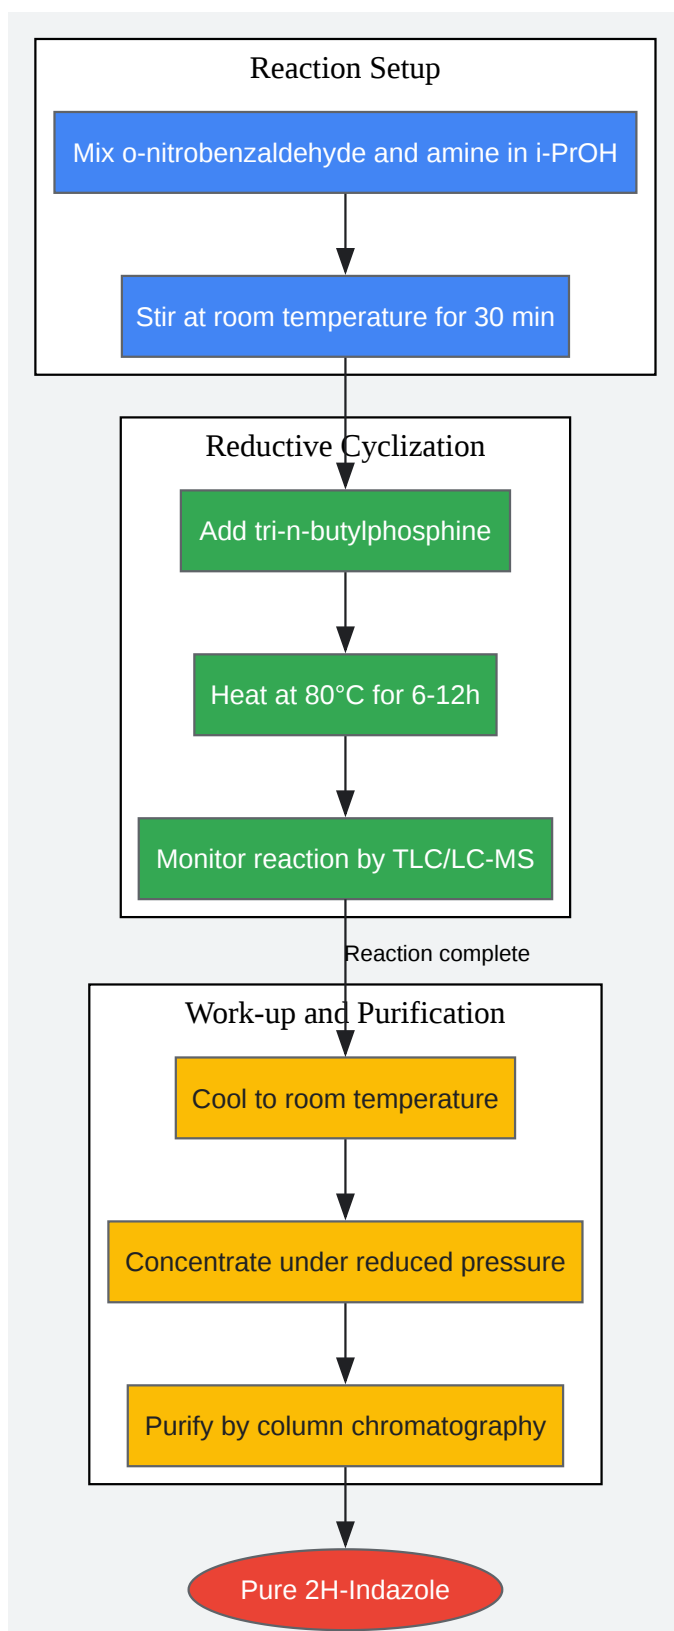 Reaction Setup
Mix o-nitrobenzaldehyde and amine in i-PrOH
Stir at room temperature for 30 min
Reductive Cyclization
Add tri-n-butylphosphine
Heat at 80°C for 6-12h
Monitor reaction by TLC/LC-MS
Reaction complete
Work-up and Purification
Cool to room temperature
Concentrate under reduced pressure
Purify by column chromatography
Pure 2H-Indazole